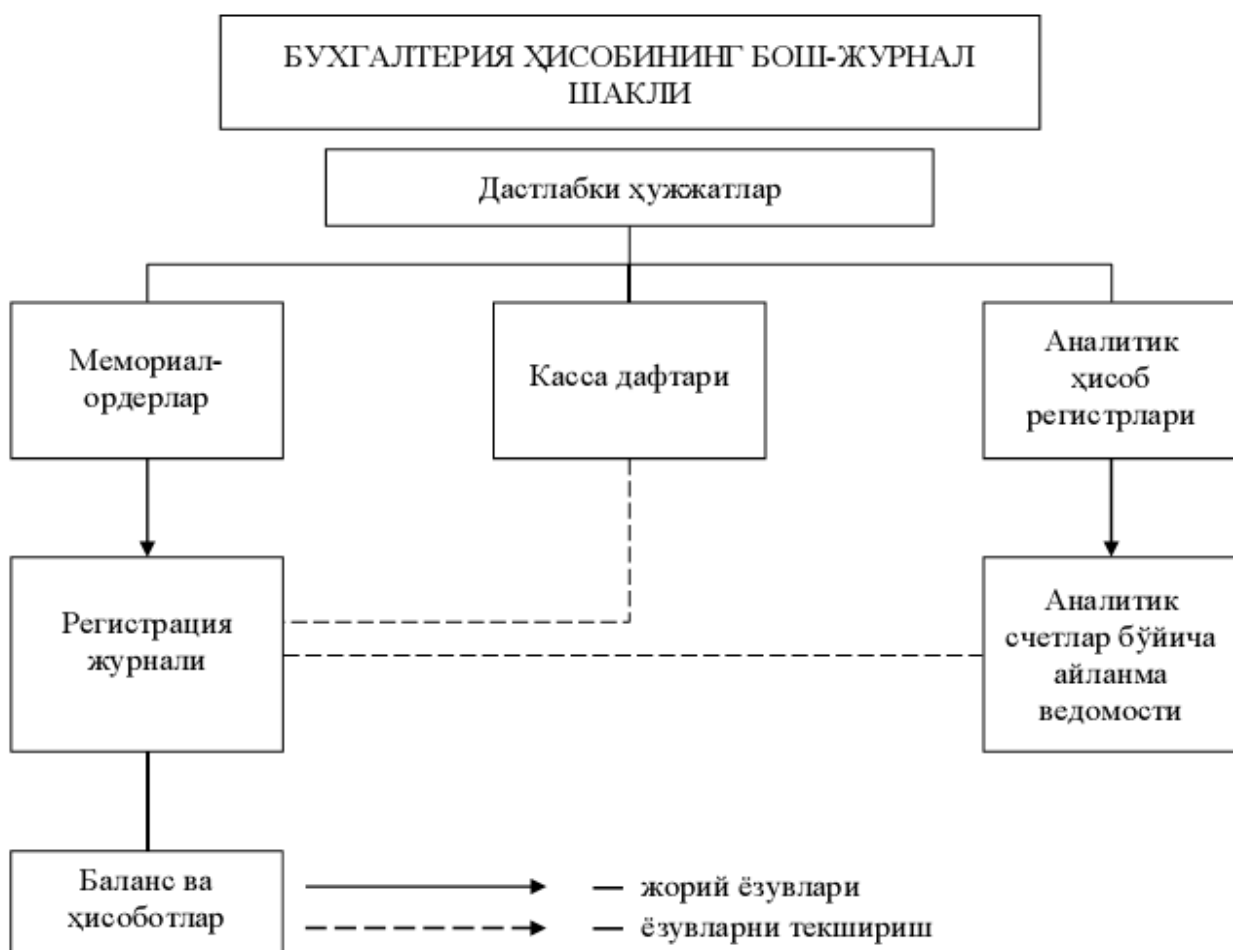 БУХГАЛТЕРИЯ ҲИСОБИНИНГ БОШ-ЖУРНАЛ
ШАКЛИ
Дастлабки ҳужжатлар
Мемориал-
ордерлар
Касса дафтари
Аналитик
ҳисоб
регистрлари
Регистрация
журнали
Аналитик
счетлар бўйича
айланма
ведомости
Баланс ва
ҳисоботлар
— жорий ёзувлари
— ёзувларни текшириш